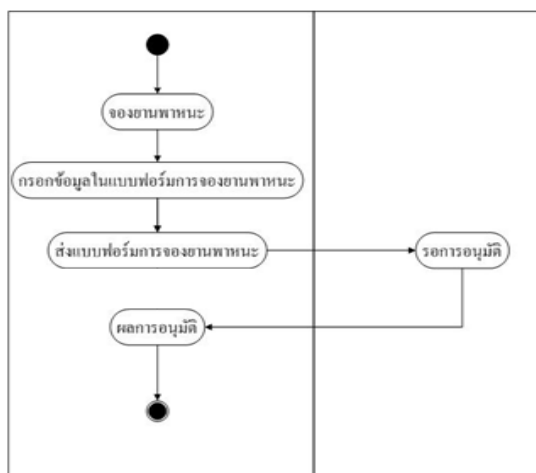 จองยานพาหนะ
กรอกข้อมูลในแบบฟอร์มการจองยานพาหนะ
ส่งแบบฟอร์มการจองยานพาหนะ
รอการอนุมัติ
ผลการอนุมัติ